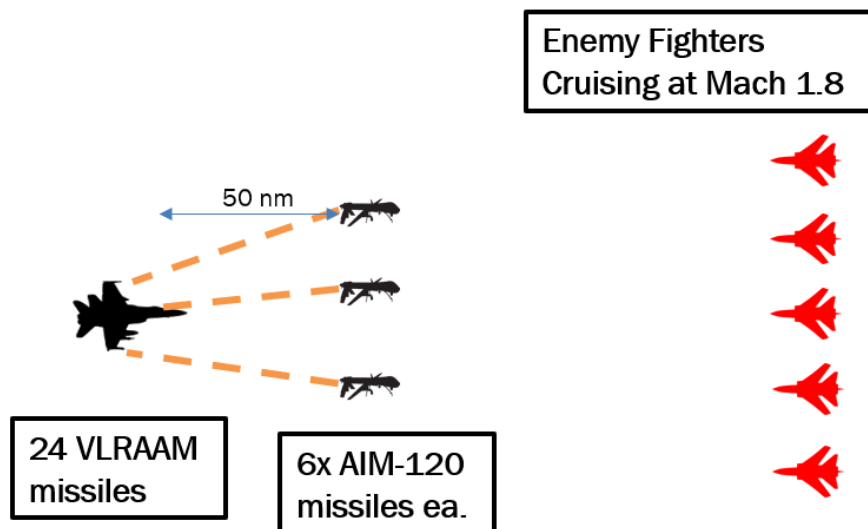 Enemy Fighters
Cruising at Mach 1.8
50 nm
24 VLRAAM
missiles
6x AIM-120
missiles ea.